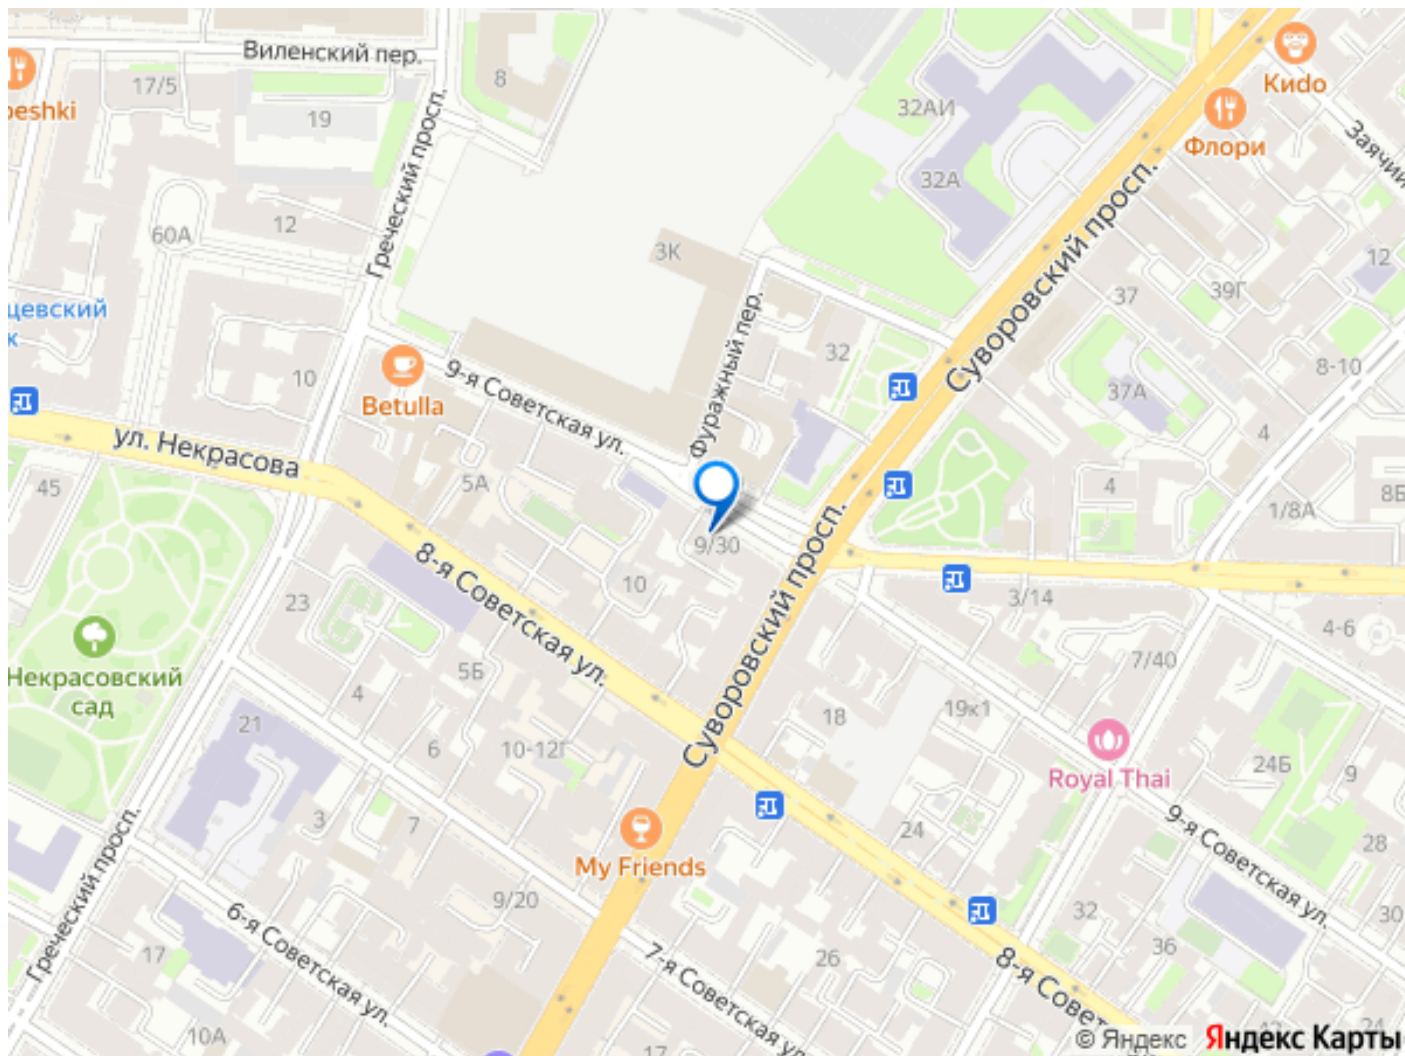 Виленский пер.
17/5
19
8
32АИ
Кидо
Флори
Заячий
peshki
Греческий просп.
12
60А
3К
32А
Суворовский просп.
12
39Г
37
цевский
к
Фуражный пер.
32
8-10
37А
10
Betulla
9-я Советская ул.
ул. Некрасова
45
5А
4
4
1/8А
8Б
9/30
8-я Советская ул.
Суворовский просп.
10
23
3/14
4-6
7/40
Некрасовский
сад
5Б
4
21
6
10-12Г
18
19к1
Royal Thai
24Б
9
3
7
My Friends
24
9-я Советская ул.
28
Греческий просп.
9/20
6-я Советская ул.
17
7-я Советская ул.
26
32
36
30
8-я Совет
10А
17
24
© Яндекс
Яндекс Карты